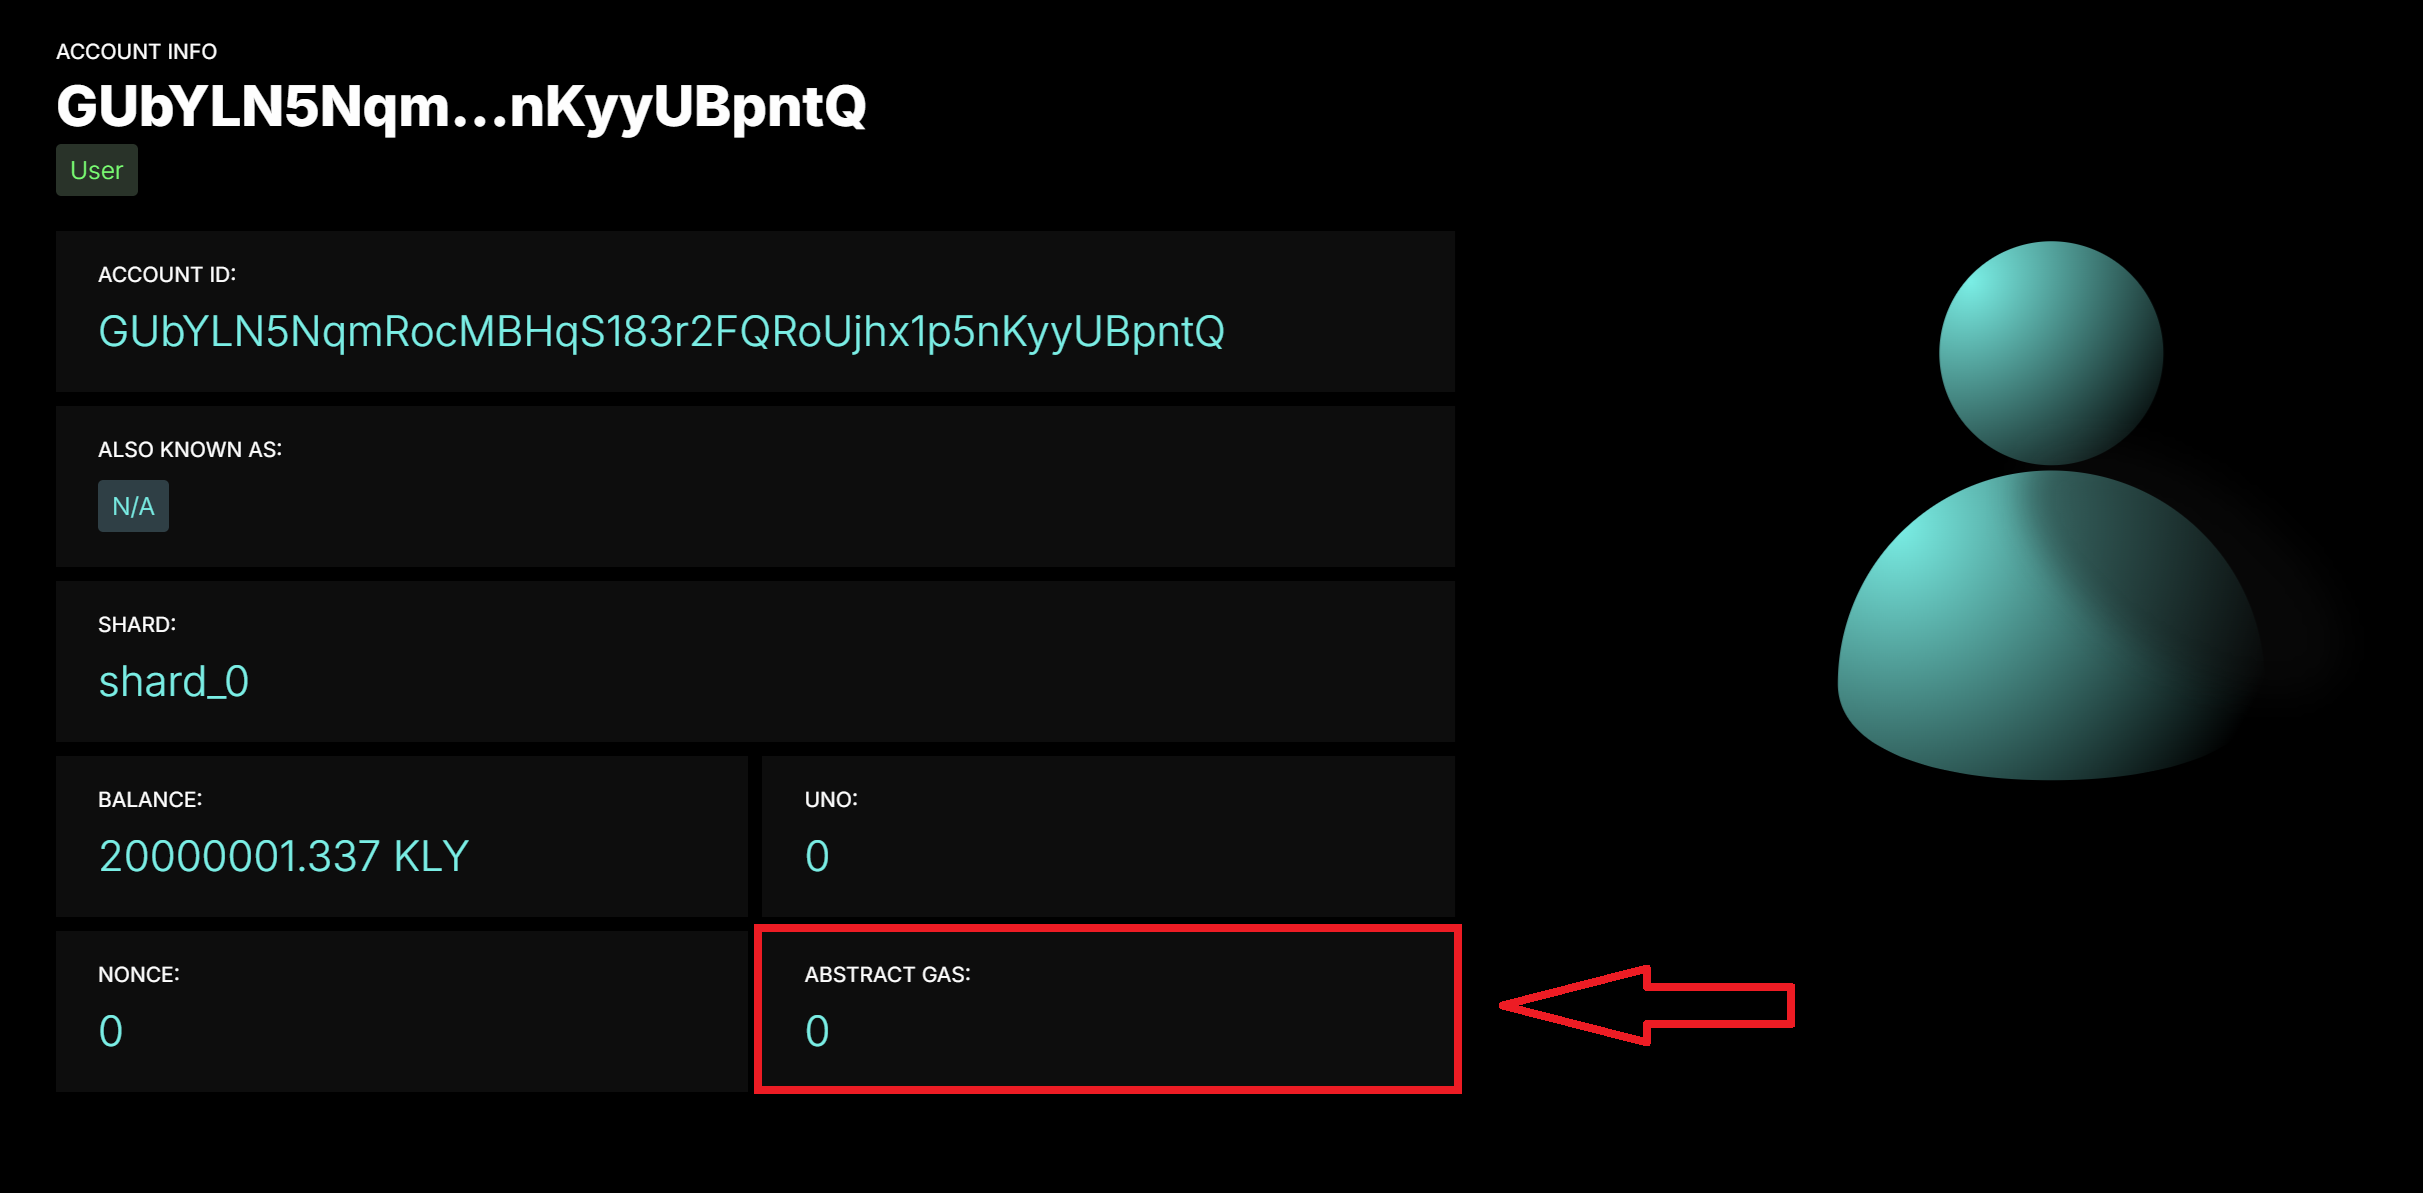 ACCOUNT INFO
GUbYLN5Nqm...nKyyUBpntQ
User
ACCOUNT ID:
GUbYLN5NqmRocMBHqS183r2FQRoUjhx1p5nKyyUBpntQ
ALSO KNOWN AS:
N/A
SHARD:
shard_0
BALANCE:
20000001.337 KLY
UNO:
0
NONCE:
0
ABSTRACT GAS:
0